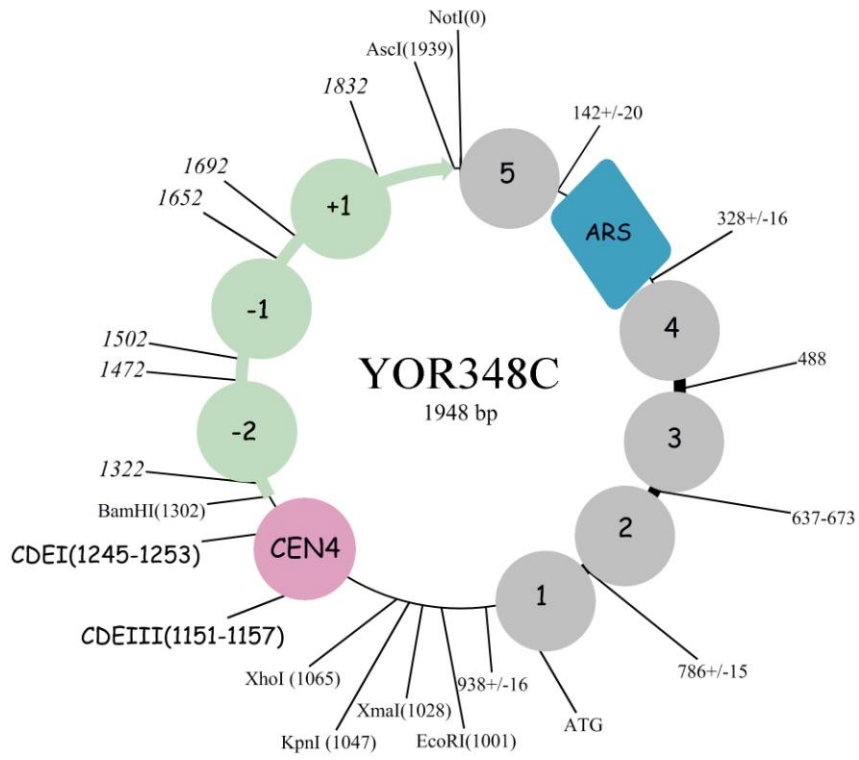 NotI(0)
AscI(1939)
1832
142+/-20
1692
5
1652
+1
ARS
328+/-16
-1
4
1502
YOR348C
488
1472
1948 bp
-2
3
1322
BamHI(1302)
637-673
2
CDEI(1245-1253)
CEN4
1
CDEIII(1151-1157)
786+/-15
XhoI (1065)
938+/-16
XmaI(1028)
ATG
KpnI (1047)
EcoRI(1001)